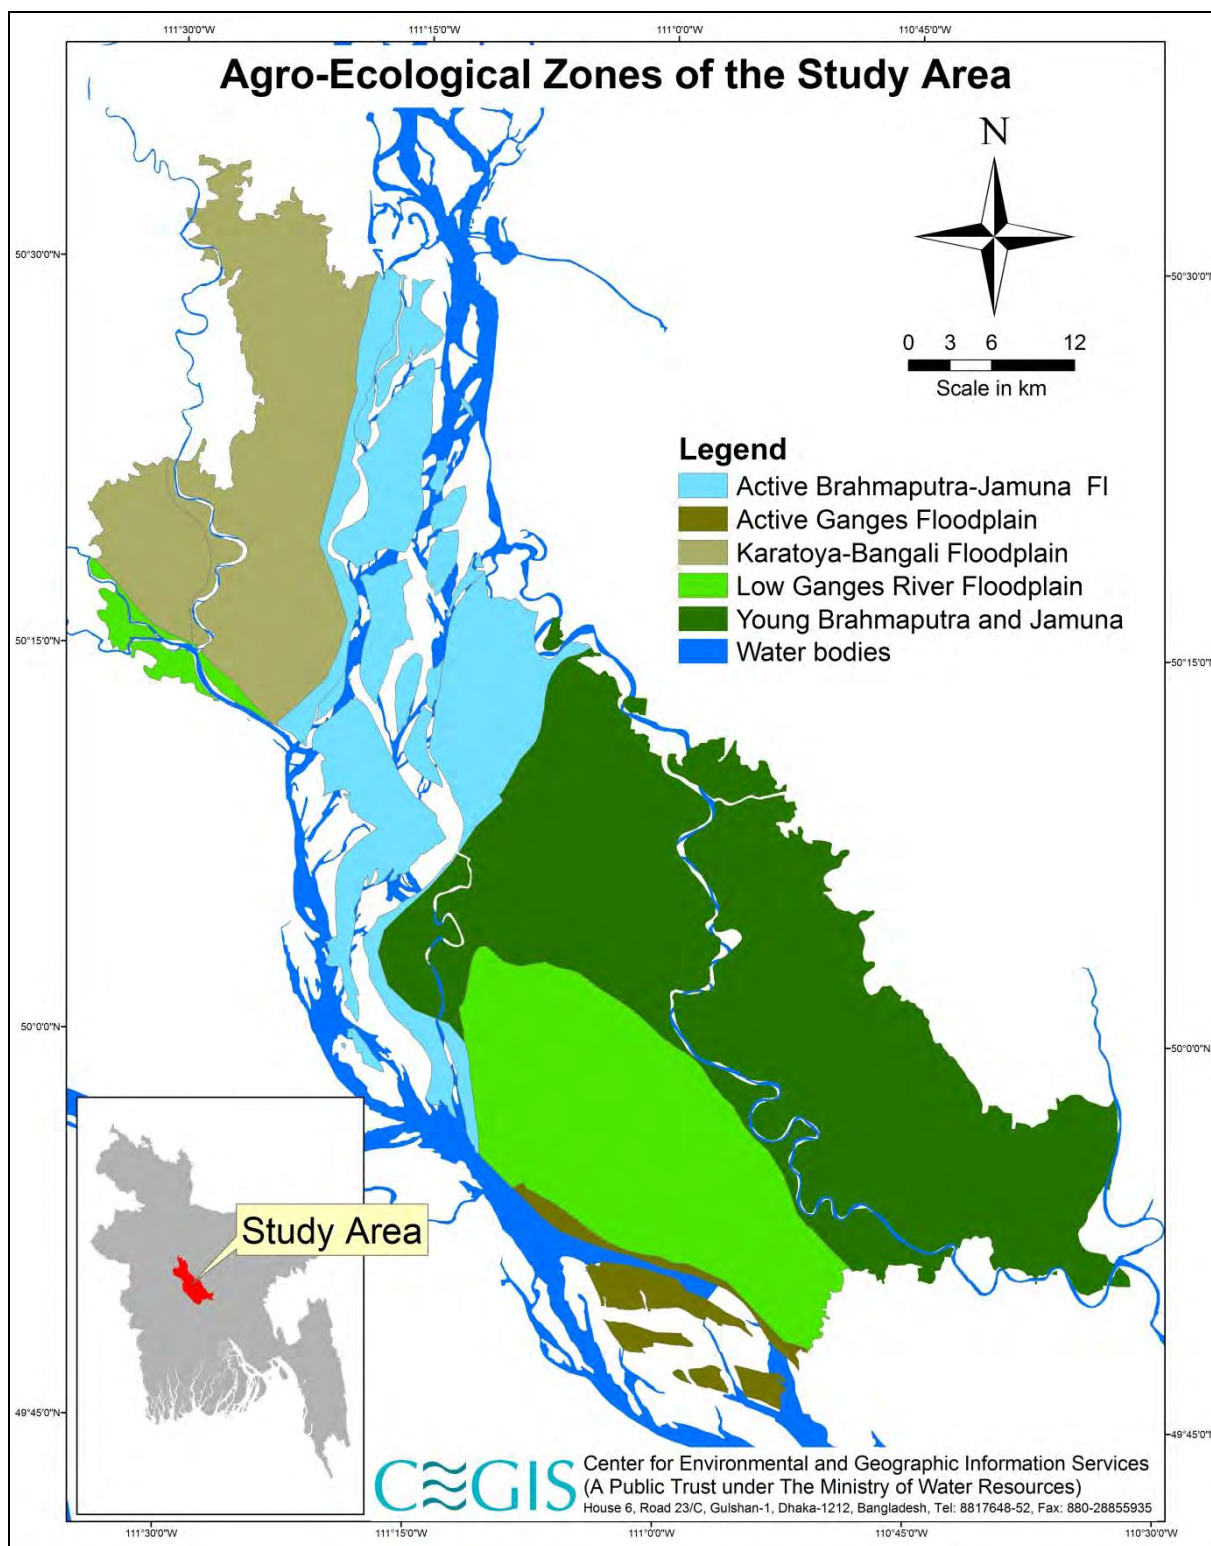 111°30'0"W
111°15'0"W
111°0'0"W
110°45'0"W
Agro-Ecological Zones of the Study Area
N
50°30'0"N
50°30'0"N
0 3 6 12
Scale in km
Legend
Active Brahmaputra-Jamuna Fl
Active Ganges Floodplain
Karatoya-Bangali Floodplain
Low Ganges River Floodplain
Young Brahmaputra and Jamuna
Water bodies
50°15'0"N
50°15'0"N
50°0'0"N
50°0'0"N
Study Area
49°45'0"N
49°45'0"N
CEGIS
Center for Environmental and Geographic Information Services
(A Public Trust under The Ministry of Water Resources)
House 6, Road 23/C, Gulshan-1, Dhaka-1212, Bangladesh, Tel: 8817648-52, Fax: 880-28855935
111°30'0"W
111°15'0"W
111°0'0"W
110°45'0"W
110°30'0"W